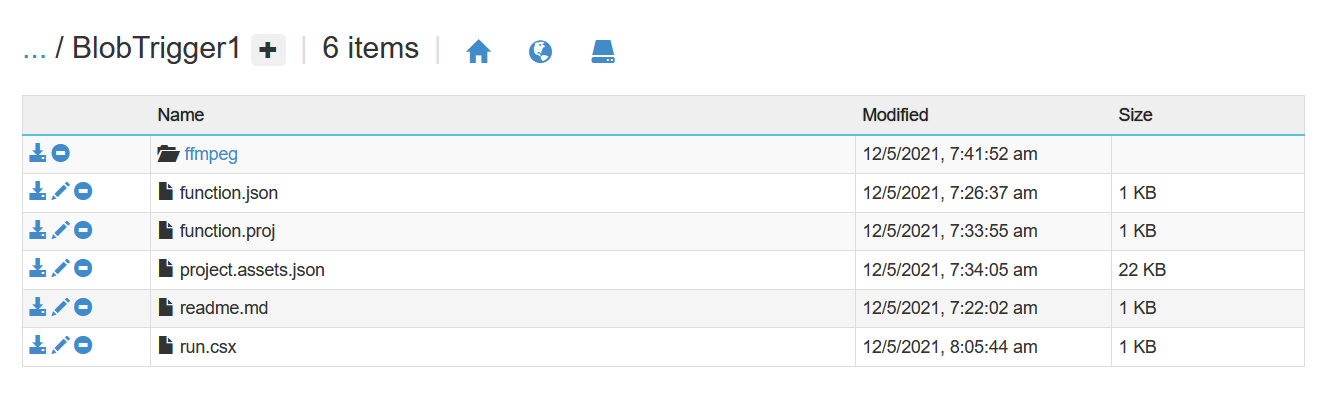 ... / BlobTrigger1 + | 6 items |
Name Modified Size
ffmpeg 12/5/2021, 7:41:52 am
function.json 12/5/2021, 7:26:37 am 1 KB
function.proj 12/5/2021, 7:33:55 am 1 KB
project.assets.json 12/5/2021, 7:34:05 am 22 KB
readme.md 12/5/2021, 7:22:02 am 1 KB
run.csx 12/5/2021, 8:05:44 am 1 KB